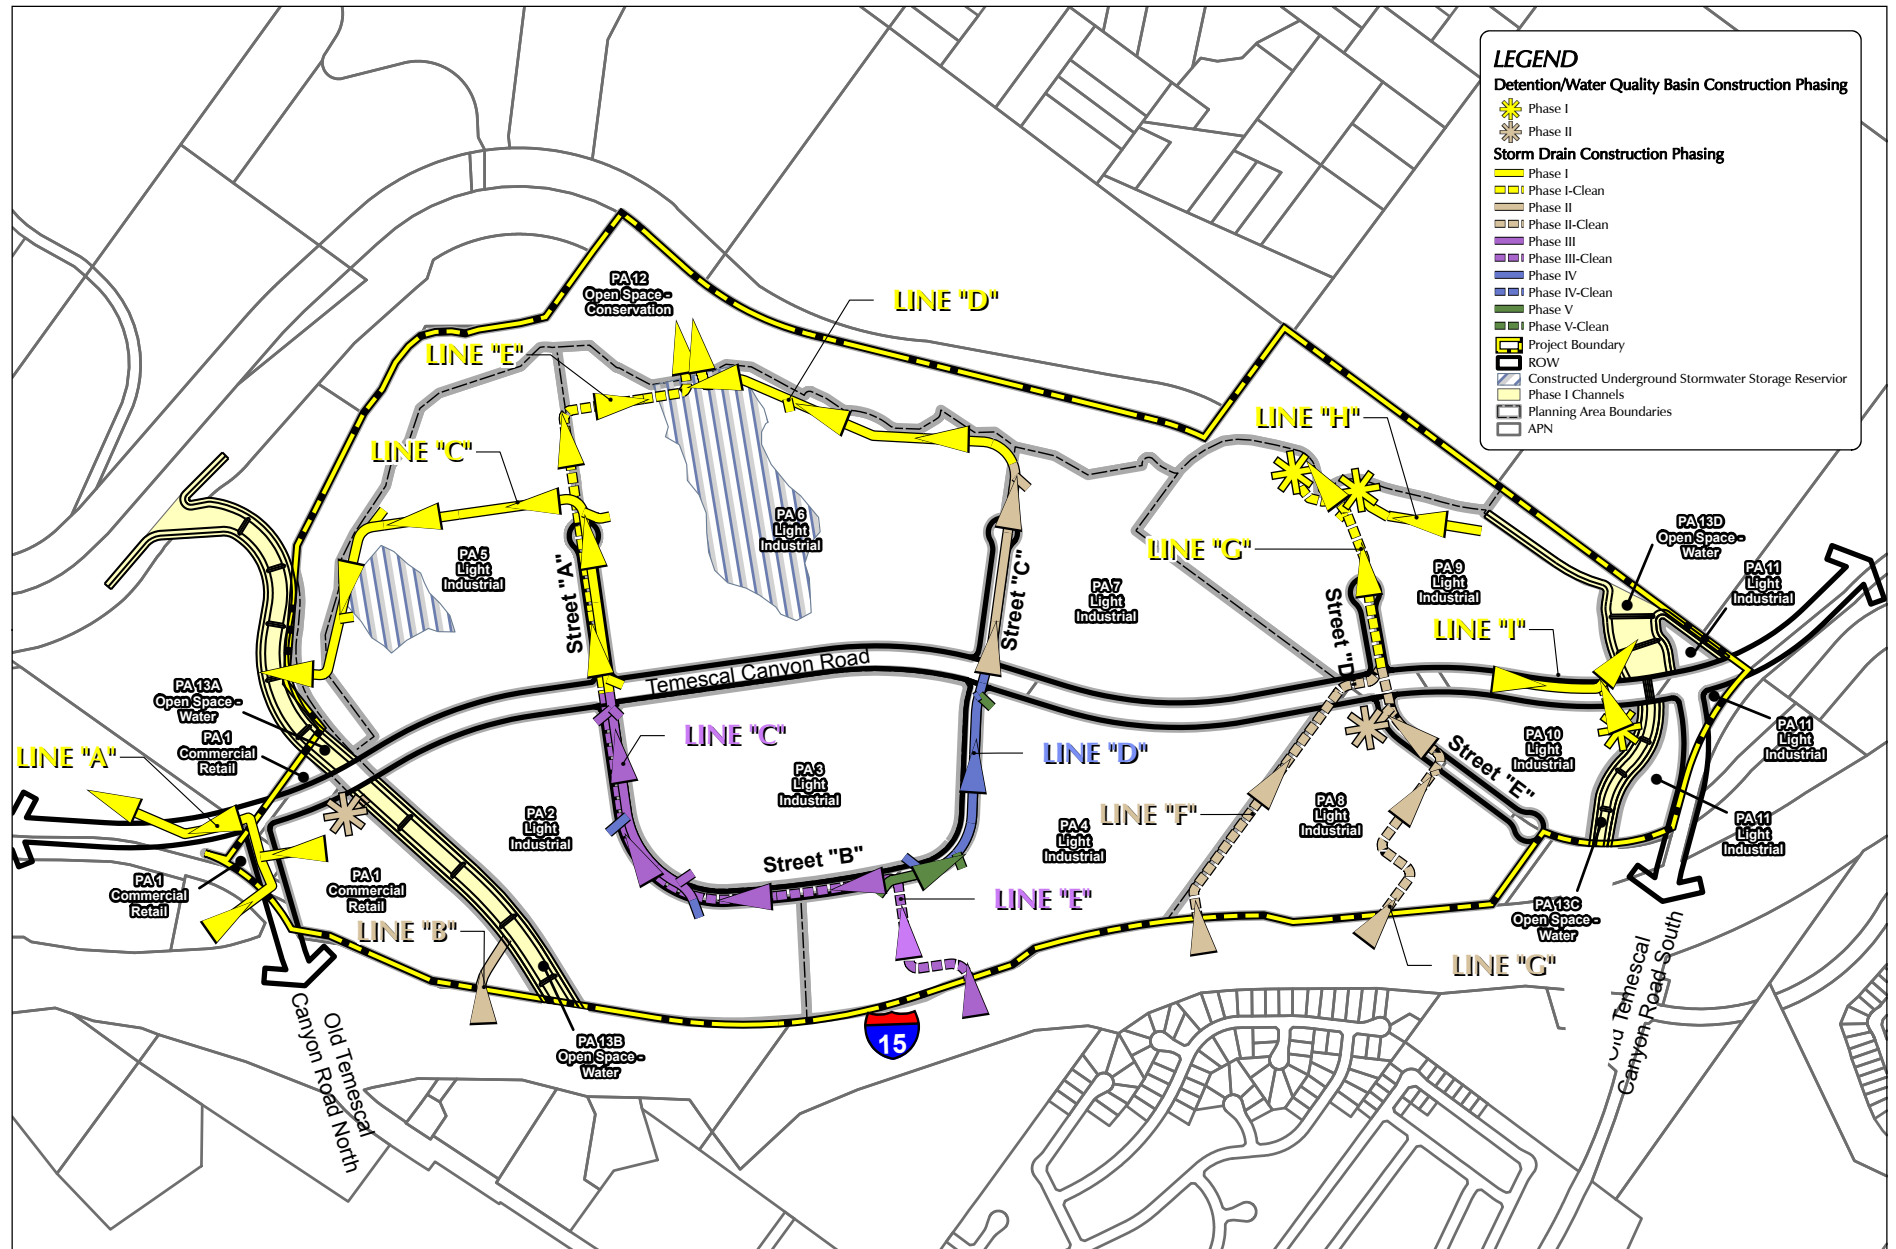 LEGEND
Detention/Water Quality Basin Construction Phasing
Phase I
Phase II
Storm Drain Construction Phasing
Phase I
Phase I-Clean
Phase II
Phase II-Clean
Phase III
Phase III-Clean
Phase IV
Phase IV-Clean
Phase V
Phase V-Clean
Project Boundary
ROW
Constructed Underground Stormwater Storage Reservior
Phase I Channels
Planning Area Boundaries
APN
PA 12
Open Space -
Conservation
LINE "D"
LINE "E"
LINE "H"
LINE "C"
PA 6
Light
Industrial
PA 5
Light
Industrial
Street "A"
Street "C"
PA 7
Light
Industrial
LINE "G"
PA 9
Light
Industrial
Street "D"
PA 13D
Open Space -
Water
PA 11
Light
Industrial
LINE "I"
Temescal Canyon Road
PA 13A
Open Space -
Water
PA 1
Commercial
Retail
LINE "A"
LINE "C"
LINE "D"
PA 3
Light
Industrial
PA 2
Light
Industrial
Street "B"
PA 4
Light
Industrial
LINE "F"
PA 8
Light
Industrial
Street "E"
PA 10
Light
Industrial
PA 11
Light
Industrial
PA 11
Light
Industrial
PA 1
Commercial
Retail
PA 1
Commercial
Retail
LINE "B"
LINE "E"
LINE "G"
PA 13C
Open Space -
Water
PA 13B
Open Space -
Water
15
Old Temescal
Canyon Road North
Old Temescal
Canyon Road South